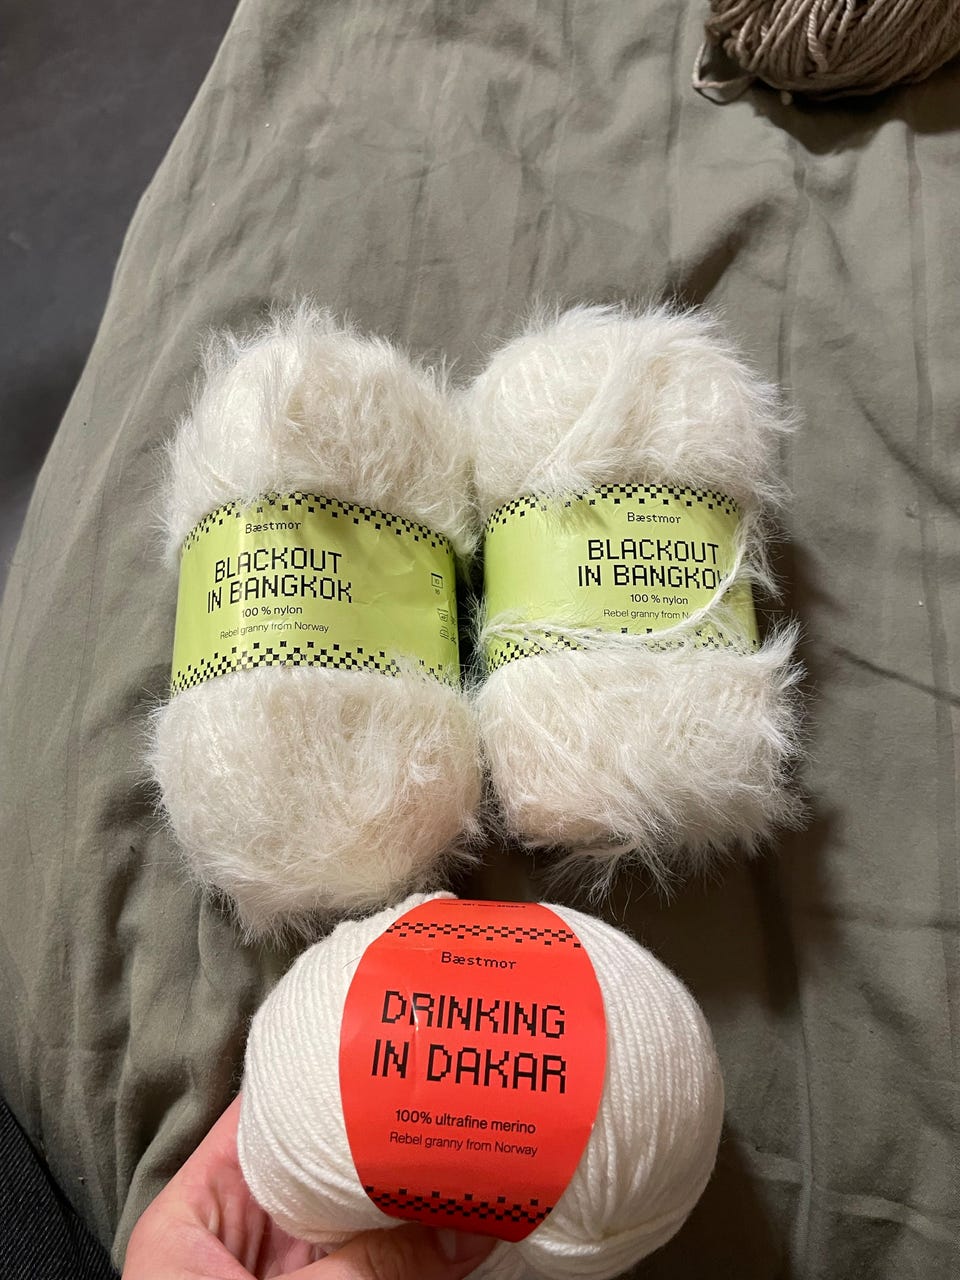 Bæstmor
BLACKOUT
IN BANGKOK
100 % nylon
Rebel granny from Norway
Bæstmor
BLACKOUT
IN BANGKOK
100 % nylon
Rebel granny from
Bæstmor
DRINKING
IN DAKAR
100% ultrafine merino
Rebel granny from Norway